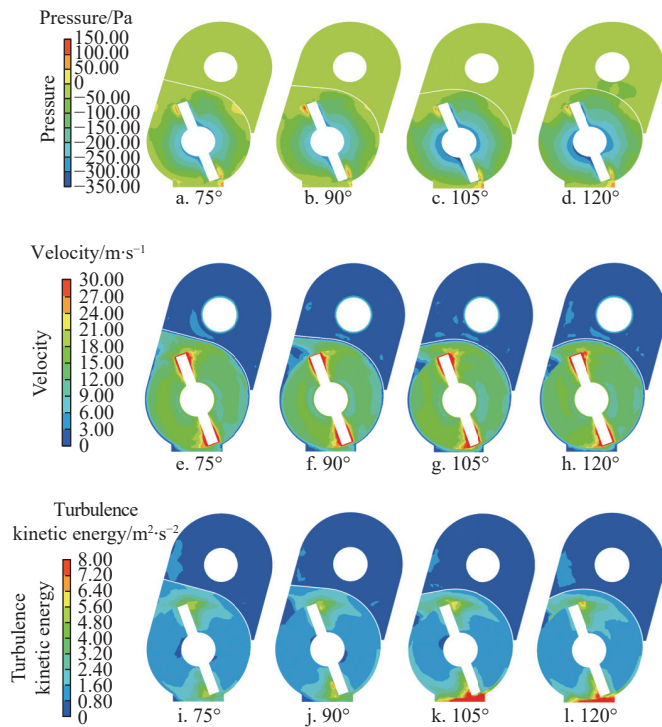 Pressure/Pa
Pressure
150.00
100.00
50.00
0
−50.00
−100.00
−150.00
−200.00
−250.00
−300.00
−350.00
a. 75°
b. 90°
c. 105°
d. 120°
Velocity/m·s⁻¹
Velocity
30.00
27.00
24.00
21.00
18.00
15.00
12.00
9.00
6.00
3.00
0
e. 75°
f. 90°
g. 105°
h. 120°
Turbulence
kinetic energy/m²·s⁻²
Turbulence
kinetic energy
8.00
7.20
6.40
5.60
4.80
4.00
3.20
2.40
1.60
0.80
0
i. 75°
j. 90°
k. 105°
l. 120°